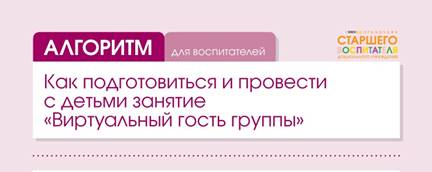 АЛГОРИТМ для воспитателей
СТАРШЕГО
ВОСПИТАТЕЛЯ
Как подготовиться и провести
с детьми занятие
«Виртуальный гость группы»